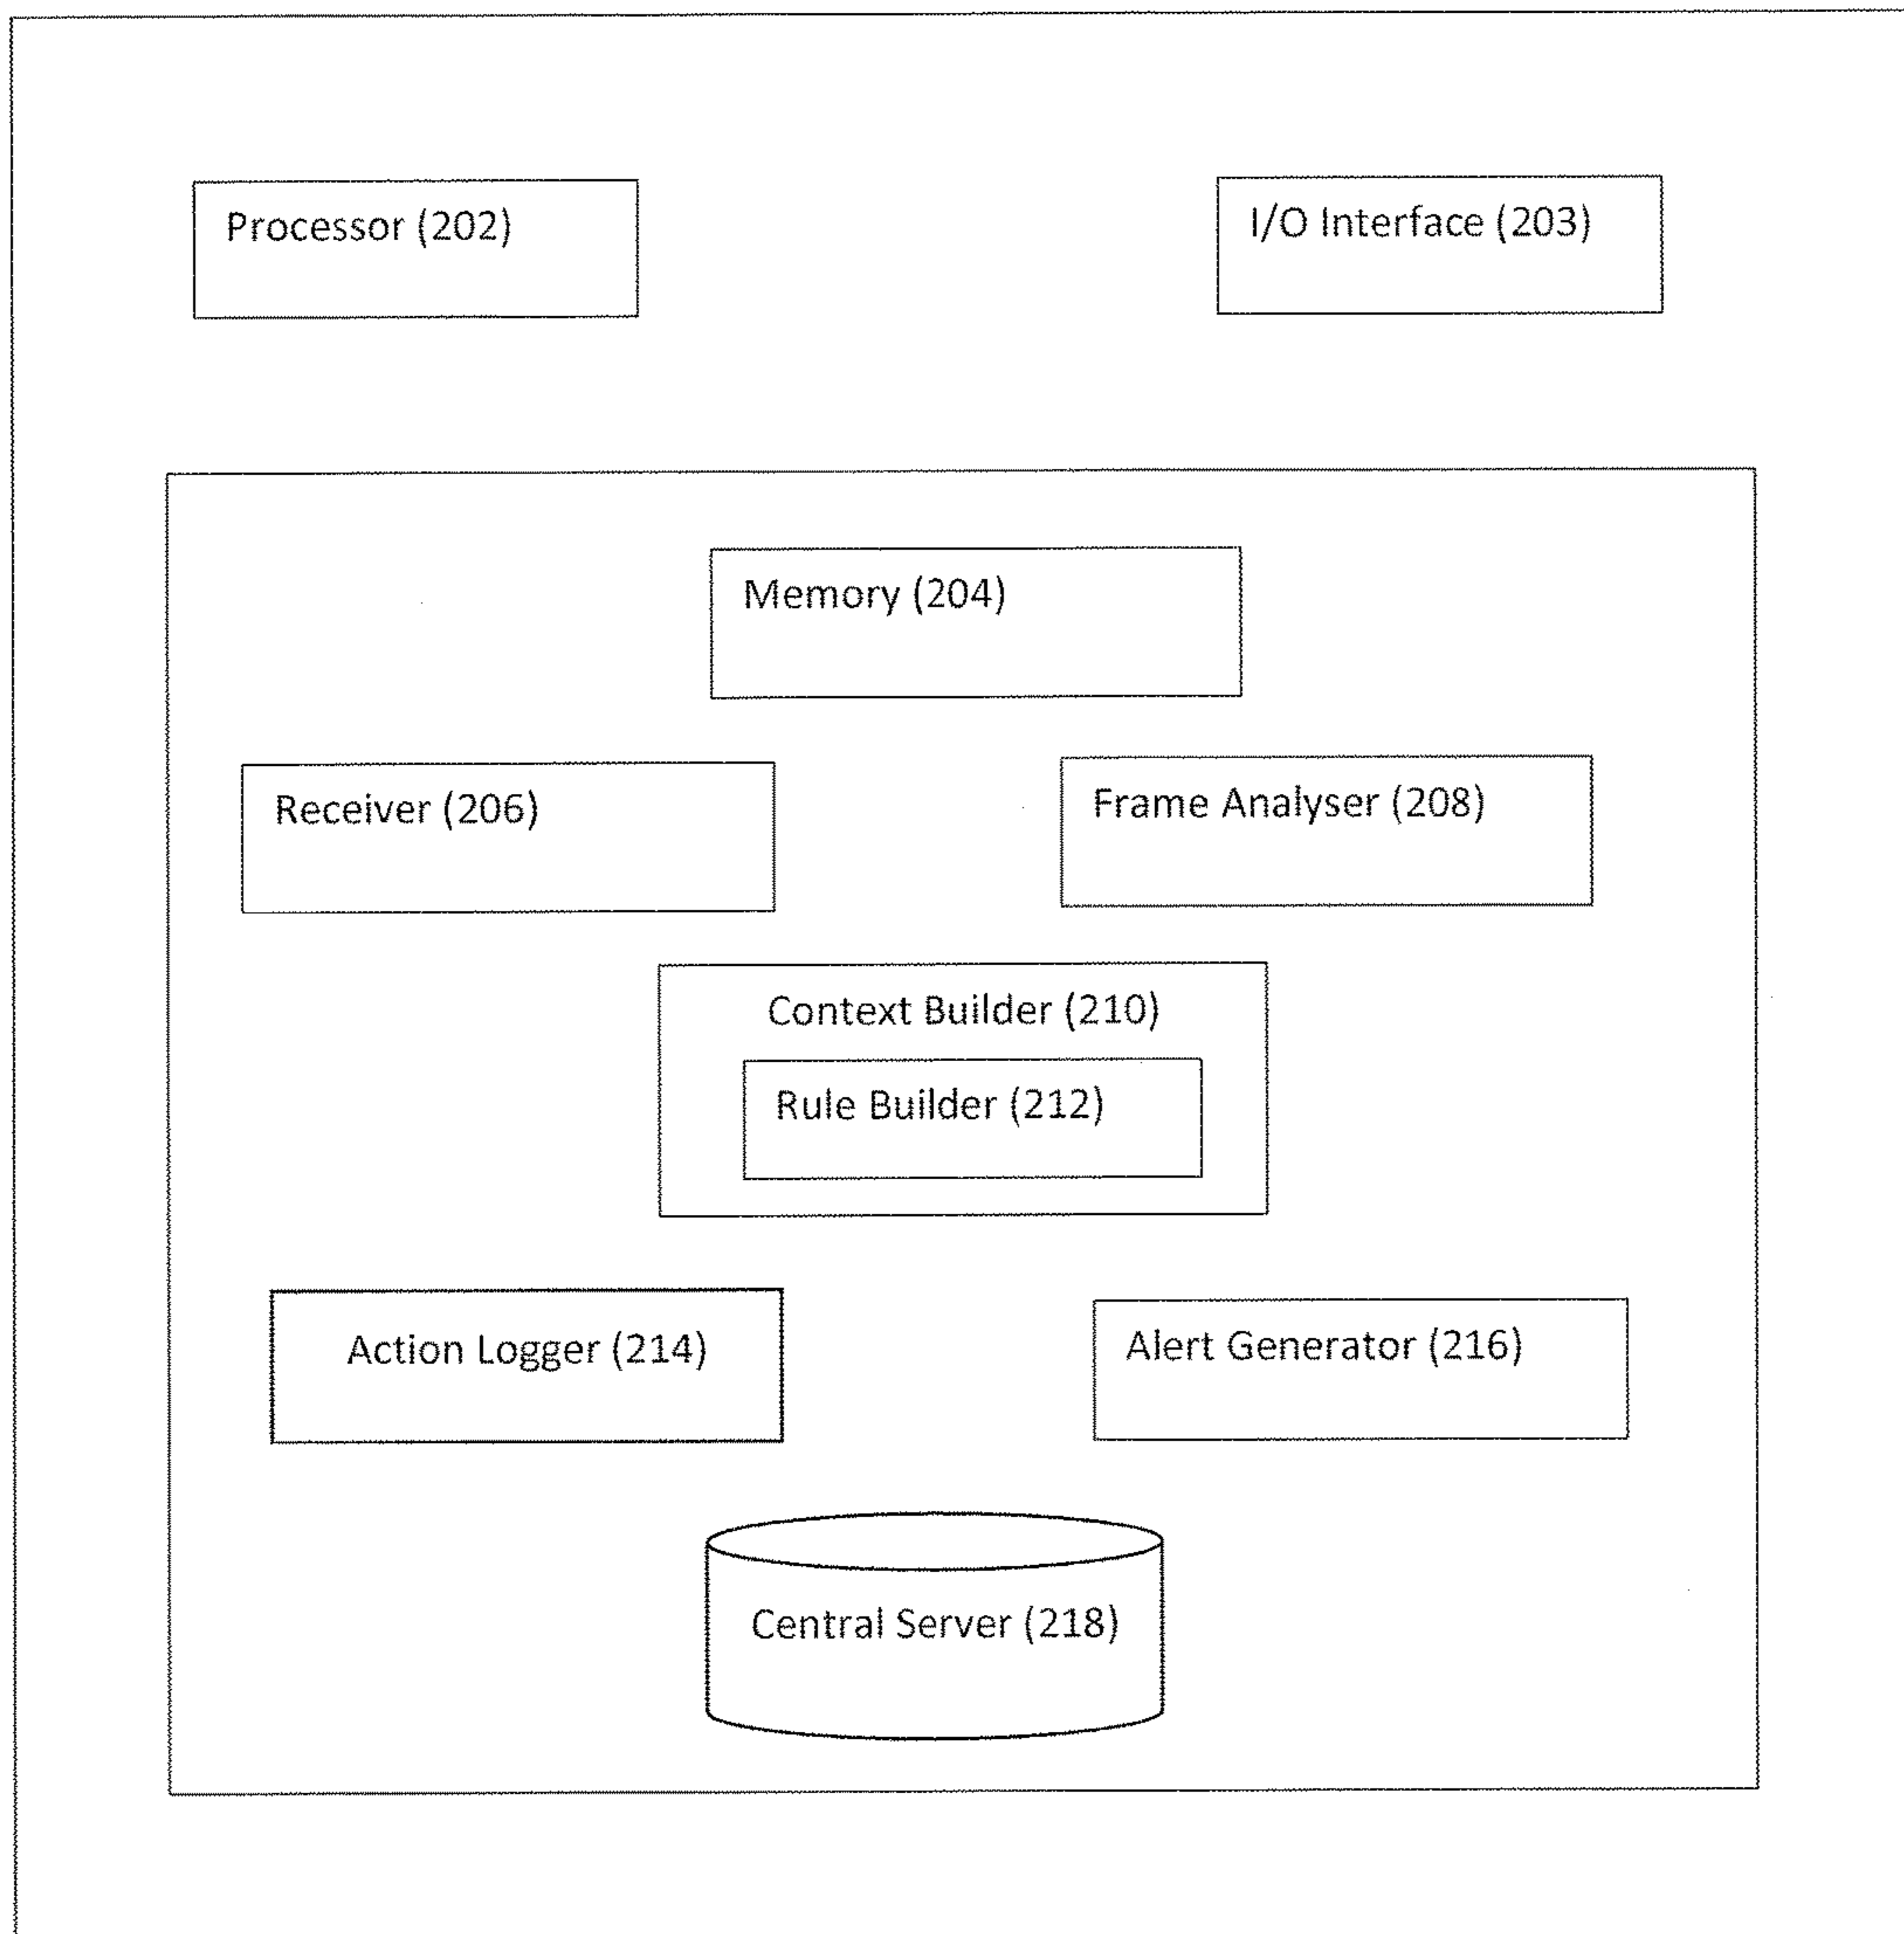 Processor (202)
I/O Interface (203)
Memory (204)
Receiver (206)
Frame Analyser (208)
Context Builder (210)
Rule Builder (212)
Action Logger (214)
Alert Generator (216)
Central Server (218)